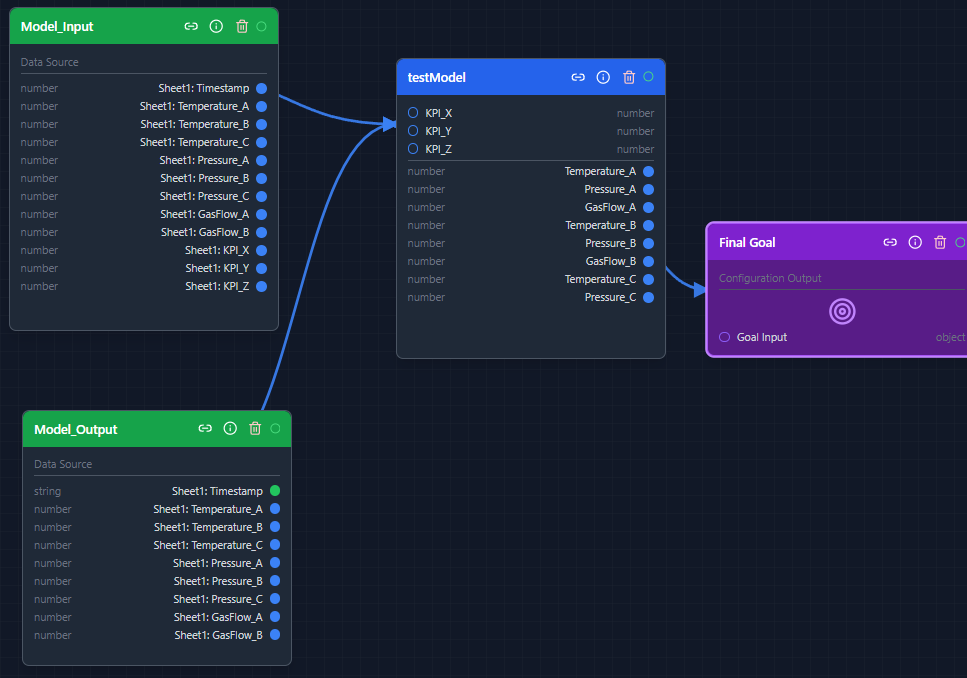 Model_Input
Data Source
number Sheet1: Timestamp
number Sheet1: Temperature_A
number Sheet1: Temperature_B
number Sheet1: Temperature_C
number Sheet1: Pressure_A
number Sheet1: Pressure_B
number Sheet1: Pressure_C
number Sheet1: GasFlow_A
number Sheet1: GasFlow_B
number Sheet1: KPI_X
number Sheet1: KPI_Y
number Sheet1: KPI_Z
testModel
KPI_X number
KPI_Y number
KPI_Z number
number Temperature_A
number Pressure_A
number GasFlow_A
number Temperature_B
number Pressure_B
number GasFlow_B
number Temperature_C
number Pressure_C
Final Goal
Configuration Output
Goal Input object
Model_Output
Data Source
string Sheet1: Timestamp
number Sheet1: Temperature_A
number Sheet1: Temperature_B
number Sheet1: Temperature_C
number Sheet1: Pressure_A
number Sheet1: Pressure_B
number Sheet1: Pressure_C
number Sheet1: GasFlow_A
number Sheet1: GasFlow_B